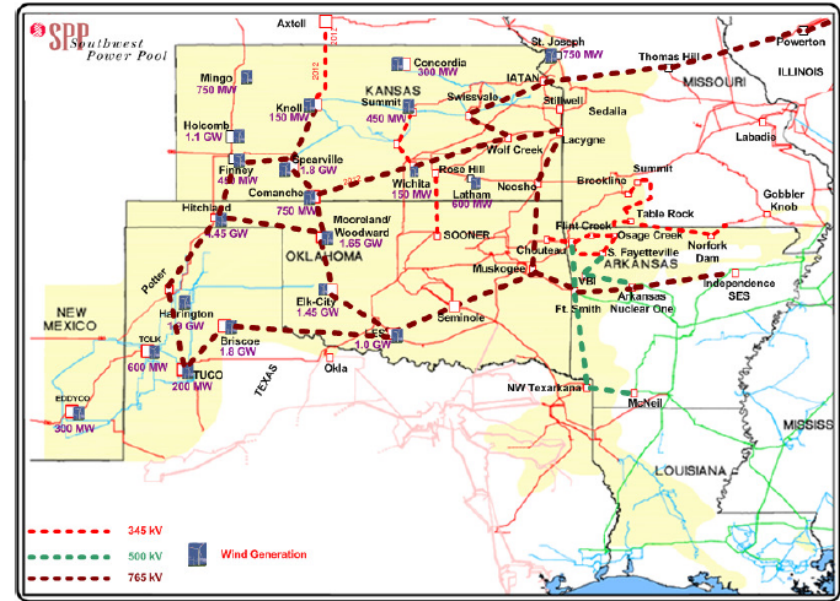 SPP Southwest
Power Pool
Axtoll
2012
2012
St. Joseph
750 MW
Powerton
Concordia
300 MW
Thomas Hill
MISSOURI
ILLINOIS
Mingo
750 MW
KANSAS
IATAN
Knoll
150 MW
Summit
450 MW
Swissvale
Stillwell
Sedalia
Labadie
Holcomb
1.1 GW
Lacygne
Wolf Creek
Finney
450 MW
Spearville
1.8 GW
2012
Rose Hill
Wichita
150 MW
Latham
600 MW
Neosho
Summit
Brookline
Comanche
750 MW
Gobbler
Knob
Table Rock
Hitchland
1.45 GW
Mooreland/
Woodward
1.65 GW
SOONER
Flint Creek
Osage Creek
Norfork
Dam
OKLAHOMA
Chouteau
S. Fayetteville
ARKANSAS
Muskogee
Potter
VBI
Independence
SES
Arkansas
Nuclear One
Elk-City
1.45 GW
NEW
MEXICO
Harrington
Ft. Smith
Seminole
TOLK
600 MW
Briscoe
1.8 GW
LES
1.0 GW
TUCO
200 MW
TEXAS
Okla
NW Texarkana
McNeil
EDDYCO
300 MW
MISSISS
LOUISIANA
345 kV
500 kV
765 kV
Wind Generation